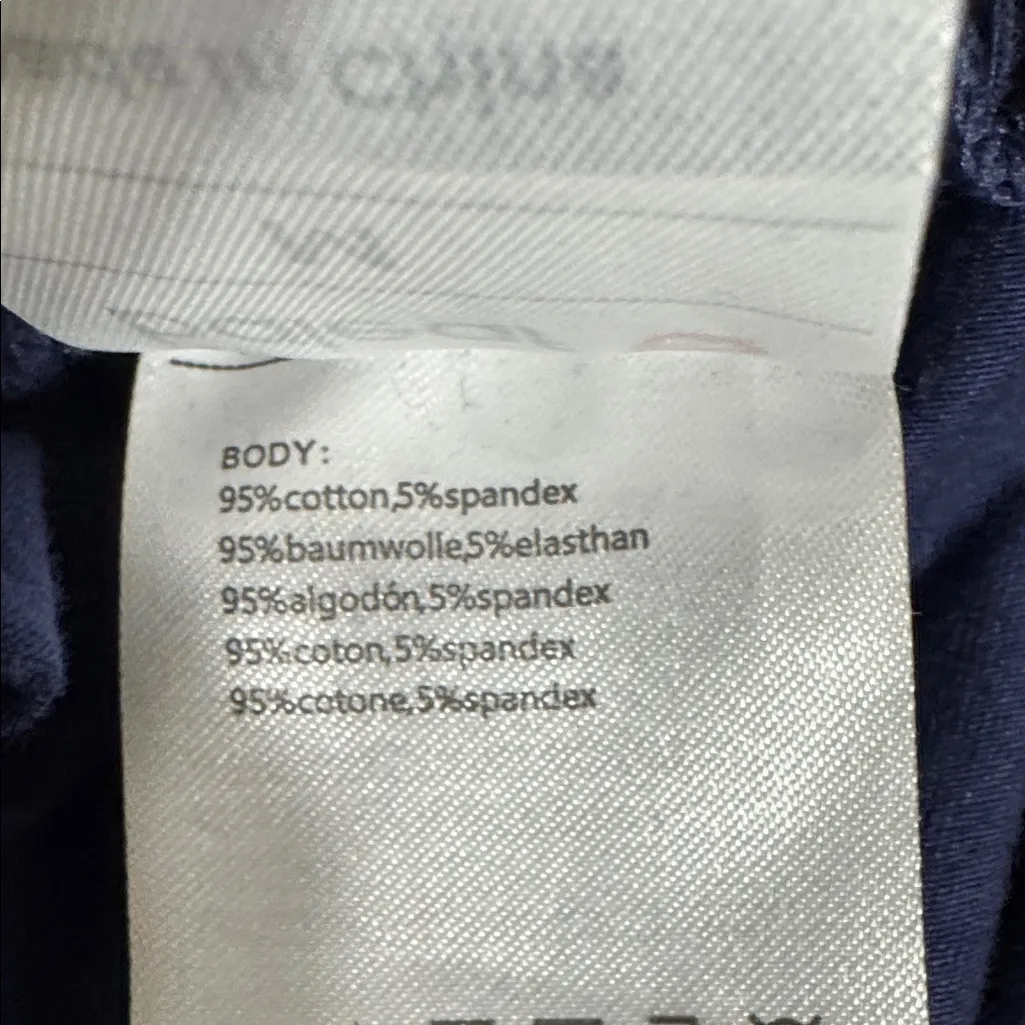 BODY:
95%cotton,5%spandex
95%baumwolle,5%elasthan
95%algodón,5%spandex
95%coton,5%spandex
95%cotone,5%spandex